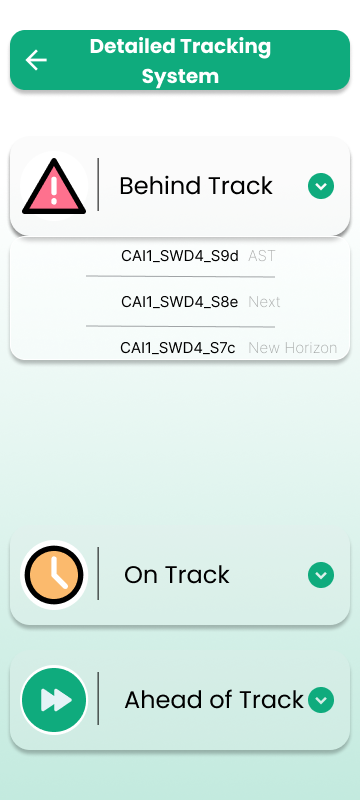 Detailed Tracking
System
Behind Track
CAI1_SWD4_S9d AST
CAI1_SWD4_S8e Next
CAI1_SWD4_S7c New Horizon
On Track
Ahead of Track